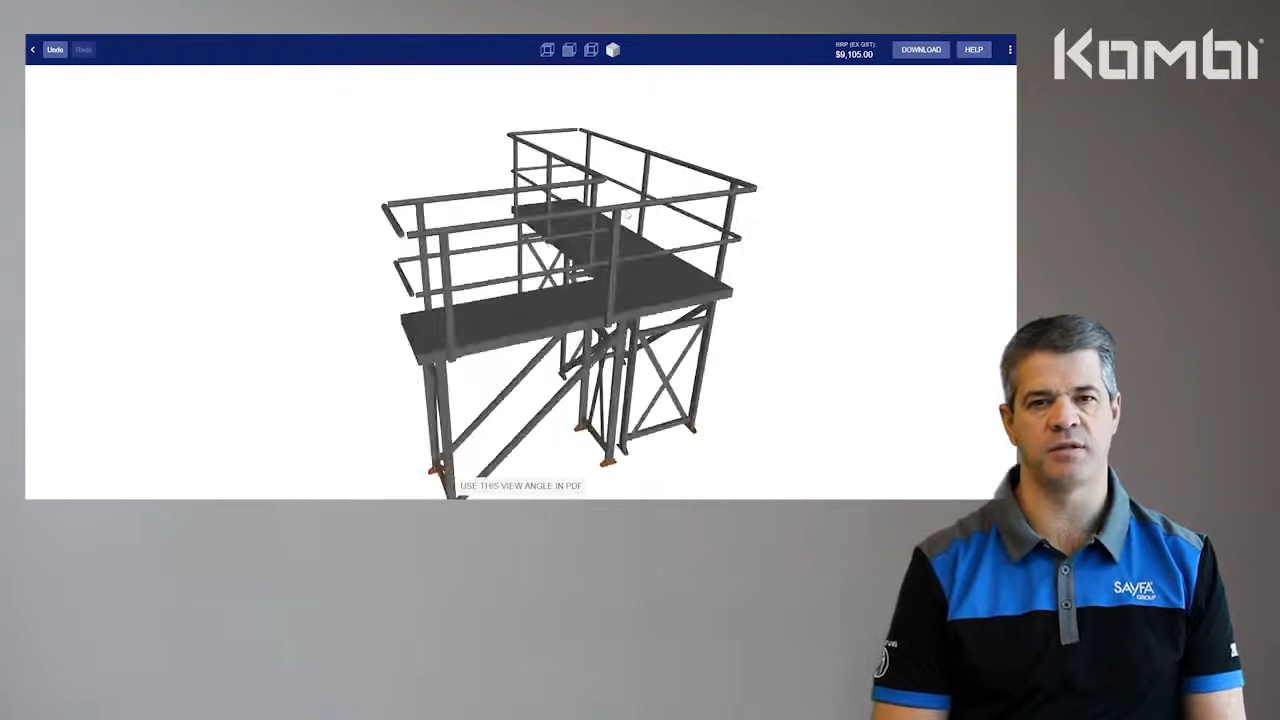 Undo
Redo
RRP (EX GST):
$9,105.00
DOWNLOAD
HELP
KOMBI®
USE THIS VIEW ANGLE IN PDF
SAYFA
GROUP